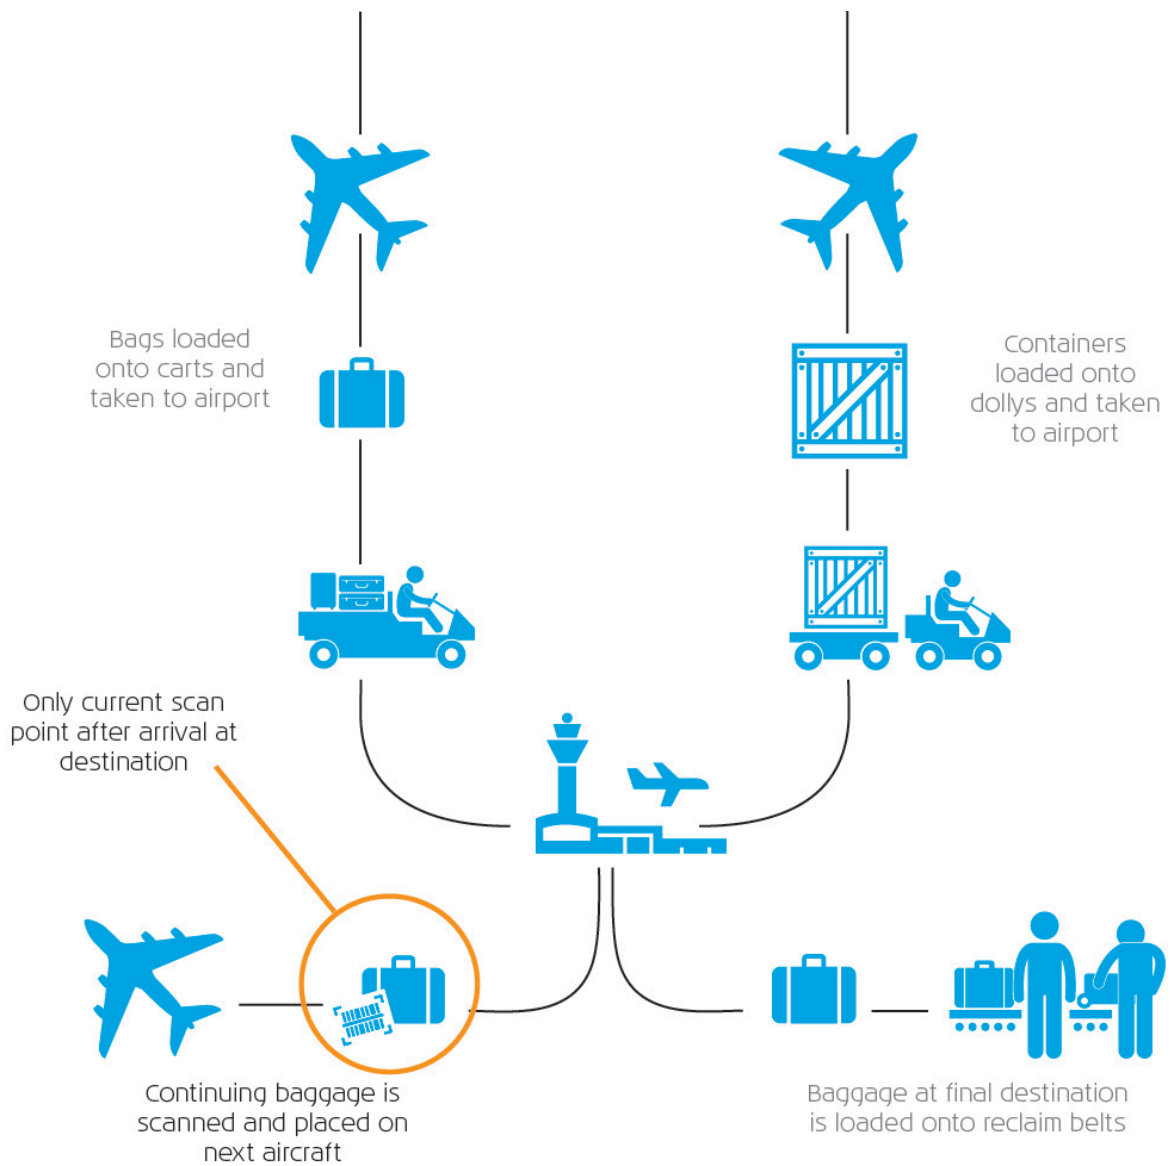 Bags loaded
onto carts and
taken to airport
Containers
loaded onto
dollys and taken
to airport
Only current scan
point after arrival at
destination
Continuing baggage is
scanned and placed on
next aircraft
Baggage at final destination
is loaded onto reclaim belts